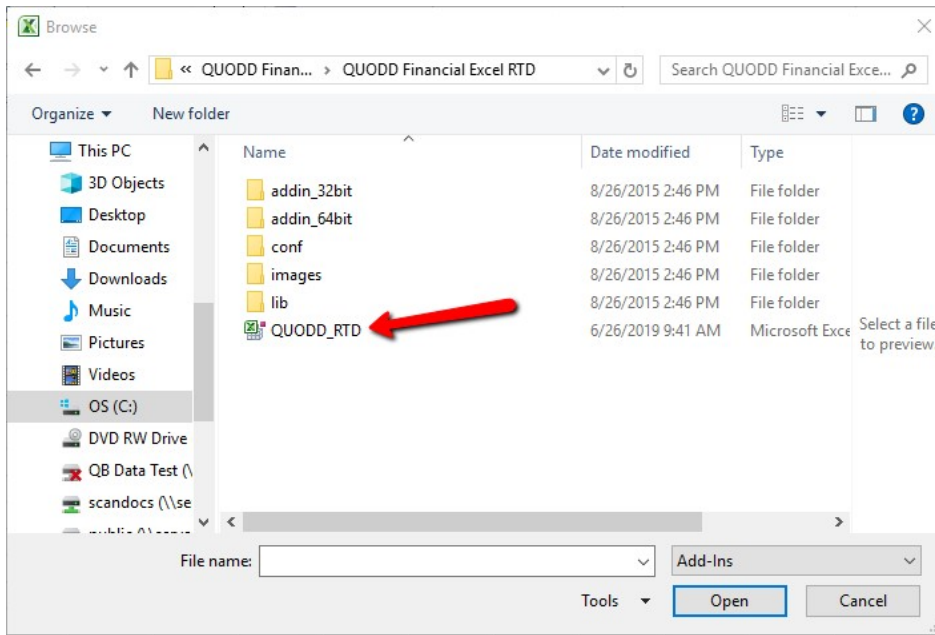 Browse
« QUODD Finan... › QUODD Financial Excel RTD
Search QUODD Financial Exce...
Organize
New folder
?
This PC
3D Objects
Desktop
Documents
Downloads
Music
Pictures
Videos
OS (C:)
DVD RW Drive
QB Data Test (\
scandocs (\\se
Name Date modified Type
addin_32bit 8/26/2015 2:46 PM File folder
addin_64bit 8/26/2015 2:46 PM File folder
conf 8/26/2015 2:46 PM File folder
images 8/26/2015 2:46 PM File folder
lib 8/26/2015 2:46 PM File folder
QUODD_RTD 6/26/2019 9:41 AM Microsoft Exce
Select a file
to preview
File name:
Add-Ins
Tools
Open
Cancel